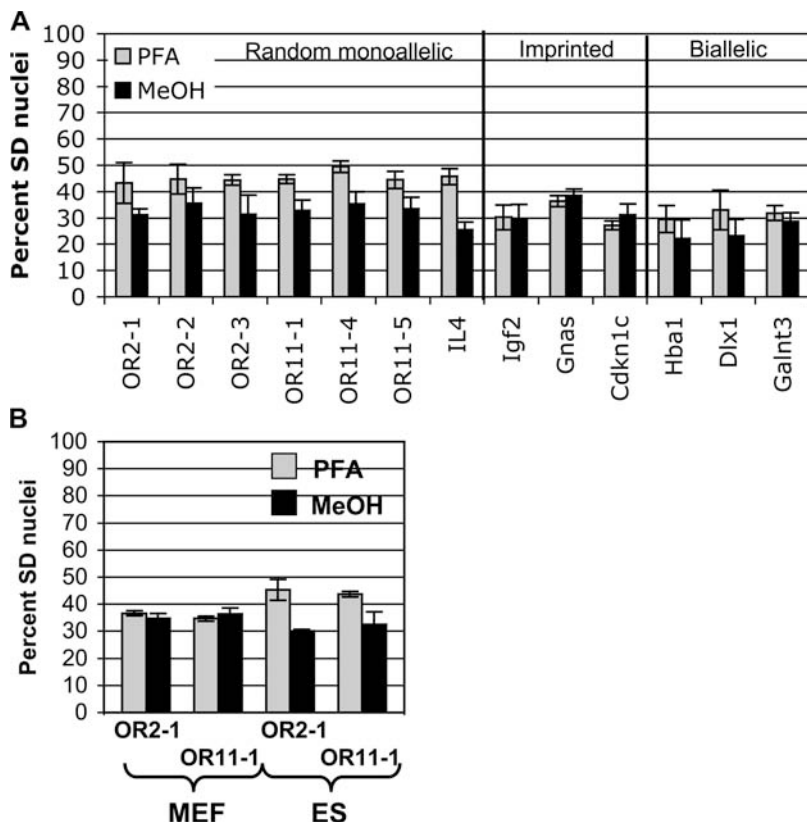 A
Percent SD nuclei
100
90
80
70
60
50
40
30
20
10
0
PFA
MeOH
Random monoallelic
Imprinted
Biallelic
OR2-1
OR2-2
OR2-3
OR11-1
OR11-4
OR11-5
IL4
Igf2
Gnas
Cdkn1c
Hba1
Dlx1
Galnt3
B
Percent SD nuclei
100
90
80
70
60
50
40
30
20
10
0
PFA
MeOH
OR2-1
OR11-1
OR2-1
OR11-1
MEF
ES